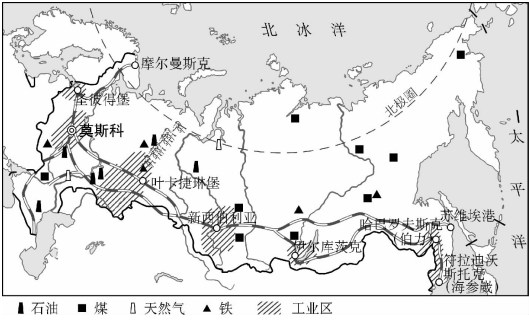 北冰洋
摩尔曼斯克
北极圈
圣彼得堡
莫斯科
太平洋
叶卡捷琳堡
新西伯利亚
哈巴罗夫斯克
(伯力)
苏维埃港
伊尔库茨克
符拉迪沃
斯托克
(海参崴)
石油 煤 天然气 铁 工业区